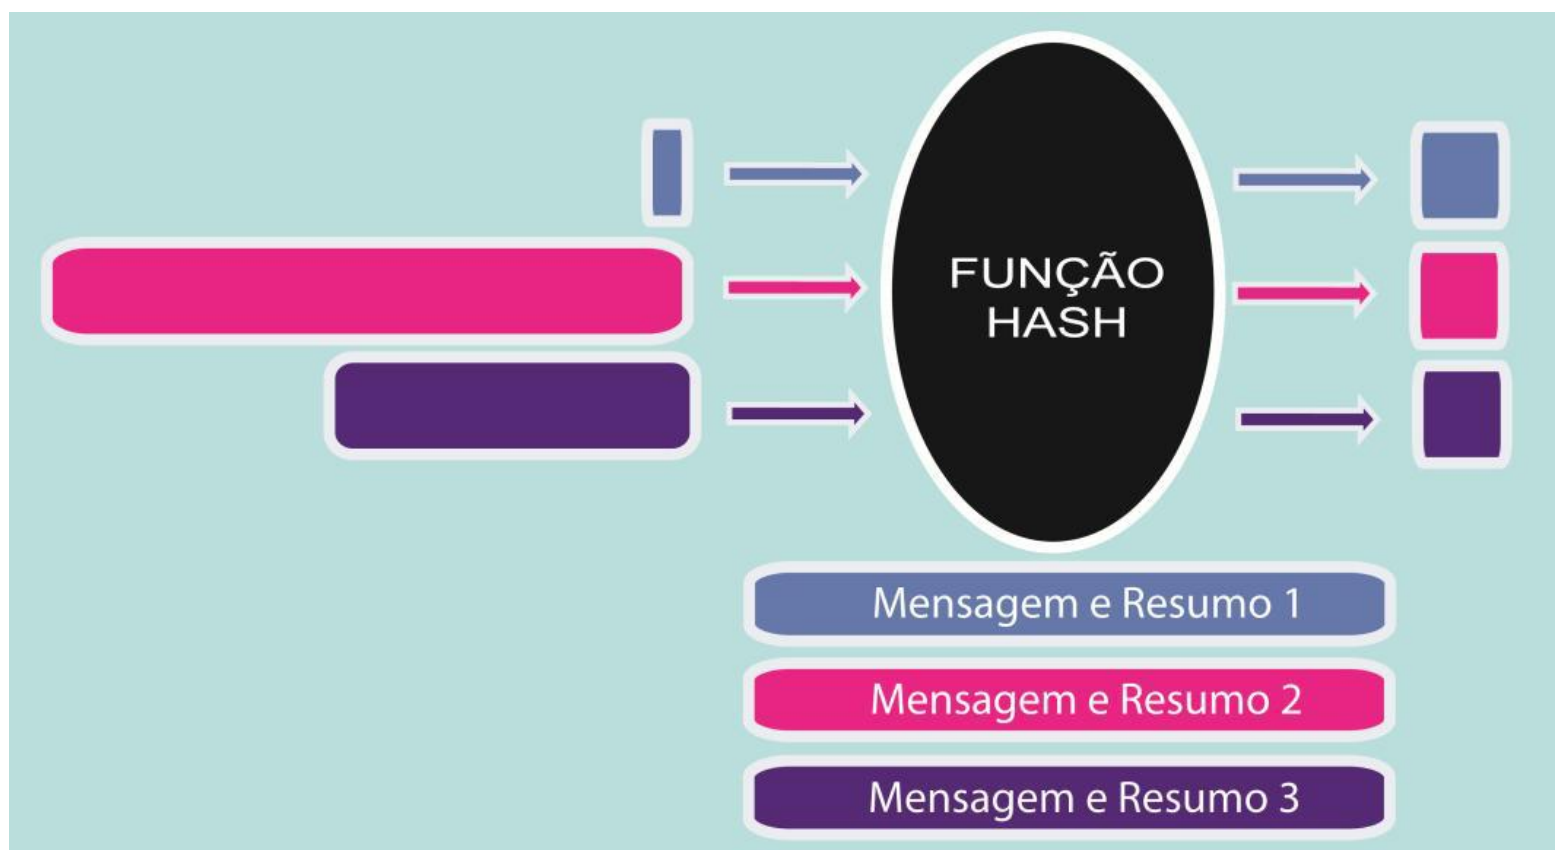 FUNÇÃO
HASH
Mensagem e Resumo 1
Mensagem e Resumo 2
Mensagem e Resumo 3